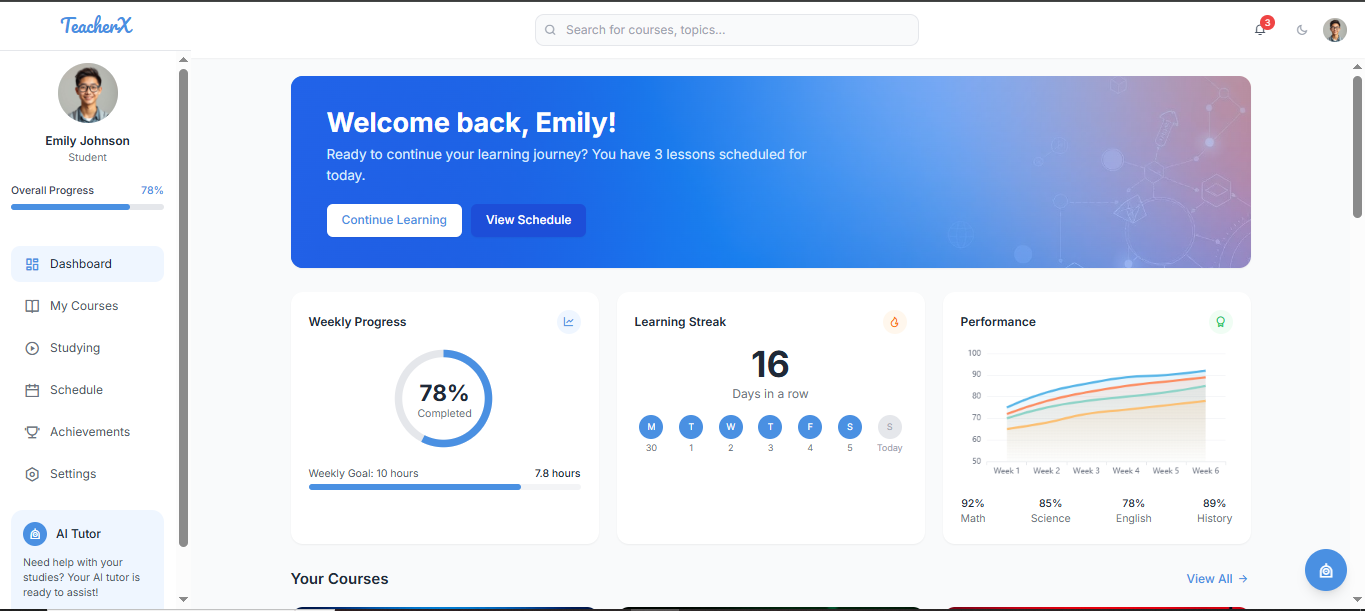 TeacherX
Search for courses, topics...
3
Emily Johnson
Student
Overall Progress 78%
Dashboard
My Courses
Studying
Schedule
Achievements
Settings
AI Tutor
Need help with your
studies? Your AI tutor is
ready to assist!
Welcome back, Emily!
Ready to continue your learning journey? You have 3 lessons scheduled for
today.
Continue Learning View Schedule
Weekly Progress
78%
Completed
Weekly Goal: 10 hours 7.8 hours
Learning Streak
16
Days in a row
M T W T F S S
30 1 2 3 4 5 Today
Performance
100
90
80
70
60
50
Week 1 Week 2 Week 3 Week 4 Week 5 Week 6
92% 85% 78% 89%
Math Science English History
Your Courses View All